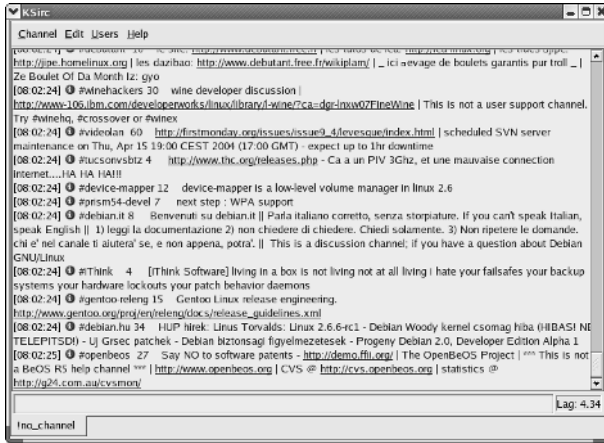 KSirc
Channel Edit Users Help
http://jipe.homelinux.org | les dazibao: http://www.debutant.free.fr/wikiplam/ | _ ici élevage de boulets garantis pur troll _ |
Ze Boulet Of Da Month Iz: gyo
[08:02:24] #winehackers 30 wine developer discussion |
http://www-106.ibm.com/developerworks/linux/library/l-wine/?ca=dgr-lnxw07FineWine | This is not a user support channel.
Try #winehq, #crossover or #winex
[08:02:24] #videolan 60 http://firstmonday.org/issues/issue9_4/levesque/index.html | scheduled SVN server
maintenance on Thu, Apr 15 19:00 CEST 2004 (17:00 GMT) - expect up to 1hr downtime
[08:02:24] #tucsonvsbtz 4 http://www.thc.org/releases.php - Ca a un PIV 3Ghz, et une mauvaise connection
internet....HA HA HA!!!
[08:02:24] #device-mapper 12 device-mapper is a low-level volume manager in linux 2.6
[08:02:24] #prism54-devel 7 next step : WPA support
[08:02:24] #debian.it 8 Benvenuti su debian.it || Parla italiano corretto, senza storpiature. If you can't speak Italian,
speak English || 1) leggi la documentazione 2) non chiedere di chiedere. Chiedi solamente. 3) Non ripetere le domande.
chi e' nel canale ti aiutera' se, e non appena, potra'. || This is a discussion channel; if you have a question about Debian
GNU/Linux
[08:02:24] #iThink 4 [iThink Software] living in a box is not living not at all living i hate your failsafes your backup
systems your hardware lockouts your patch behavior daemons
[08:02:24] #gentoo-releng 15 Gentoo Linux release engineering.
http://www.gentoo.org/proj/en/releng/docs/release_guidelines.xml
[08:02:24] #debian.hu 34 HUP hirek: Linus Torvalds: Linux 2.6.6-rc1 - Debian Woody kernel csomag hiba (HIBAS! NE
TELEPITSD!) - Uj Grsec patchek - Debian biztonsagi figyelmezetesek - Progeny Debian 2.0, Developer Edition Alpha 1
[08:02:25] #openbeos 27 Say NO to software patents - http://demo.ffii.org/ | The OpenBeOS Project | *** This is not
a BeOS R5 help channel *** | http://www.openbeos.org | CVS @ http://cvs.openbeos.org | statistics @
http://g24.com.au/cvsmon/
Lag: 4.34
!no_channel